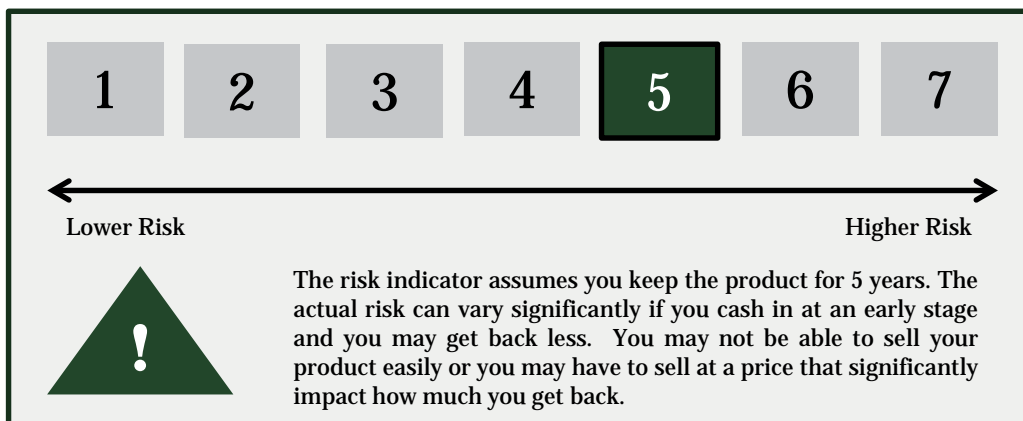 1 2 3 4 5 6 7
Lower Risk Higher Risk
!
The risk indicator assumes you keep the product for 5 years. The
actual risk can vary significantly if you cash in at an early stage
and you may get back less. You may not be able to sell your
product easily or you may have to sell at a price that significantly
impact how much you get back.